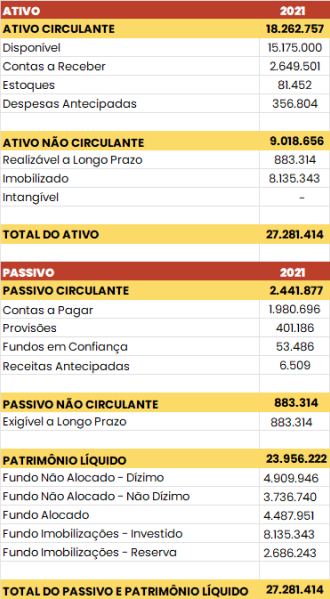 ATIVO 2021
ATIVO CIRCULANTE 18.262.757
Disponível 15.175.000
Contas a Receber 2.649.501
Estoques 81.452
Despesas Antecipadas 356.804
ATIVO NÃO CIRCULANTE 9.018.656
Realizável a Longo Prazo 883.314
Imobilizado 8.135.343
Intangível -
TOTAL DO ATIVO 27.281.414
PASSIVO 2021
PASSIVO CIRCULANTE 2.441.877
Contas a Pagar 1.980.696
Provisões 401.186
Fundos em Confiança 53.486
Receitas Antecipadas 6.509
PASSIVO NÃO CIRCULANTE 883.314
Exigível a Longo Prazo 883.314
PATRIMÔNIO LÍQUIDO 23.956.222
Fundo Não Alocado - Dízimo 4.909.946
Fundo Não Alocado - Não Dízimo 3.736.740
Fundo Alocado 4.487.951
Fundo Imobilizações - Investido 8.135.343
Fundo Imobilizações - Reserva 2.686.243
TOTAL DO PASSIVO E PATRIMÔNIO LÍQUIDO 27.281.414